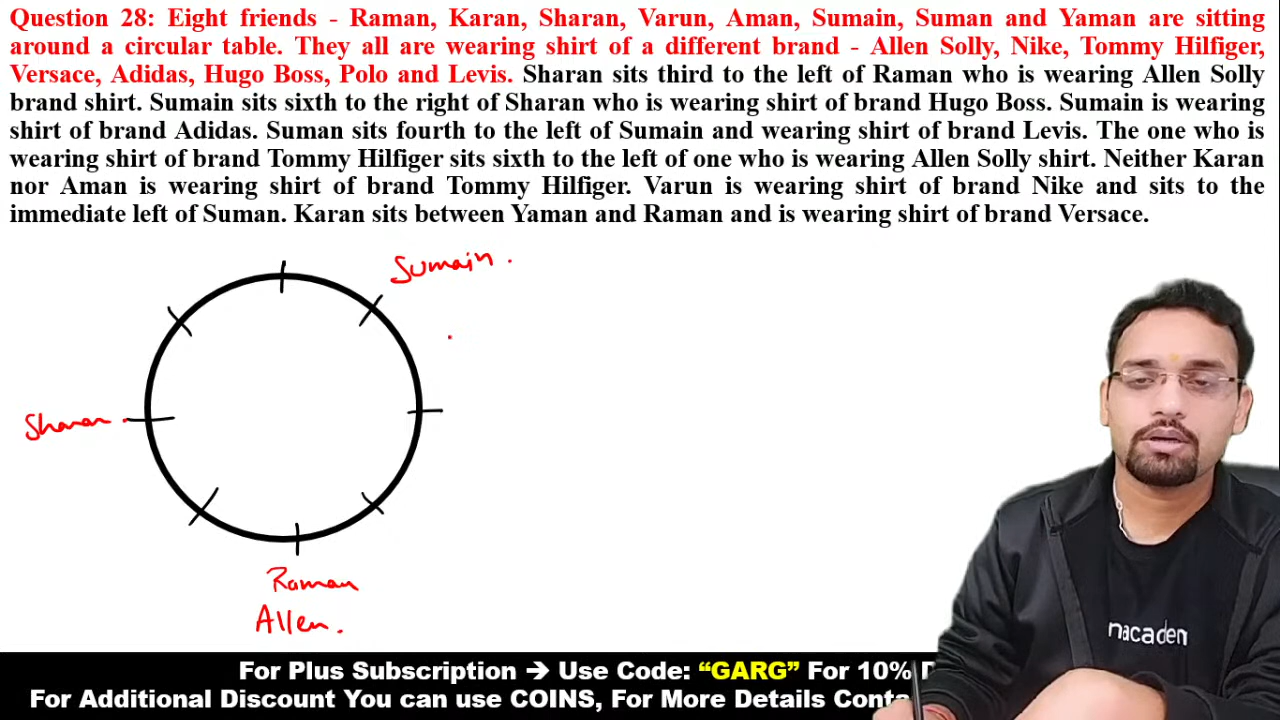 Question 28: Eight friends - Raman, Karan, Sharan, Varun, Aman, Sumain, Suman and Yaman are sitting
around a circular table. They all are wearing shirt of a different brand - Allen Solly, Nike, Tommy Hilfiger,
Versace, Adidas, Hugo Boss, Polo and Levis. Sharan sits third to the left of Raman who is wearing Allen Solly
brand shirt. Sumain sits sixth to the right of Sharan who is wearing shirt of brand Hugo Boss. Sumain is wearing
shirt of brand Adidas. Suman sits fourth to the left of Sumain and wearing shirt of brand Levis. The one who is
wearing shirt of brand Tommy Hilfiger sits sixth to the left of one who is wearing Allen Solly shirt. Neither Karan
nor Aman is wearing shirt of brand Tommy Hilfiger. Varun is wearing shirt of brand Nike and sits to the
immediate left of Suman. Karan sits between Yaman and Raman and is wearing shirt of brand Versace.
Sumain.
Sharan
Raman
Allen.
nacadem
For Plus Subscription → Use Code: “GARG” For 10%
For Additional Discount You can use COINS, For More Details